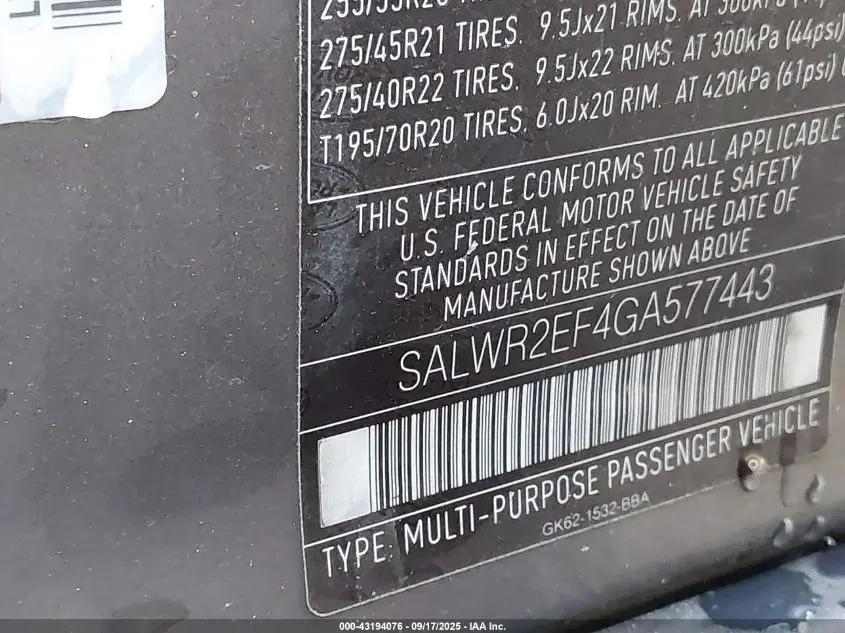 275/45R21 TIRES. 9.5Jx21 RIMS. AT 300kPa
275/40R22 TIRES. 9.5Jx22 RIMS. AT 300kPa (44psi)
T195/70R20 TIRES. 6.0Jx20 RIM. AT 420kPa (61psi)
THIS VEHICLE CONFORMS TO ALL APPLICABLE
U.S. FEDERAL MOTOR VEHICLE SAFETY
STANDARDS IN EFFECT ON THE DATE OF
MANUFACTURE SHOWN ABOVE
SALWR2EF4GA577443
TYPE: MULTI-PURPOSE PASSENGER VEHICLE
GK62-1532-BBA
000-43194076 - 09/17/2025 - IAA Inc.